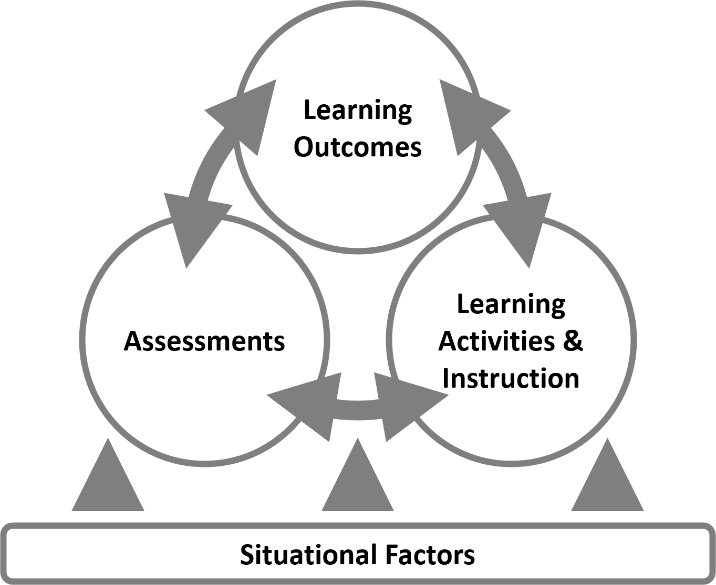 Learning
Outcomes
Assessments
Learning
Activities &
Instruction
Situational Factors